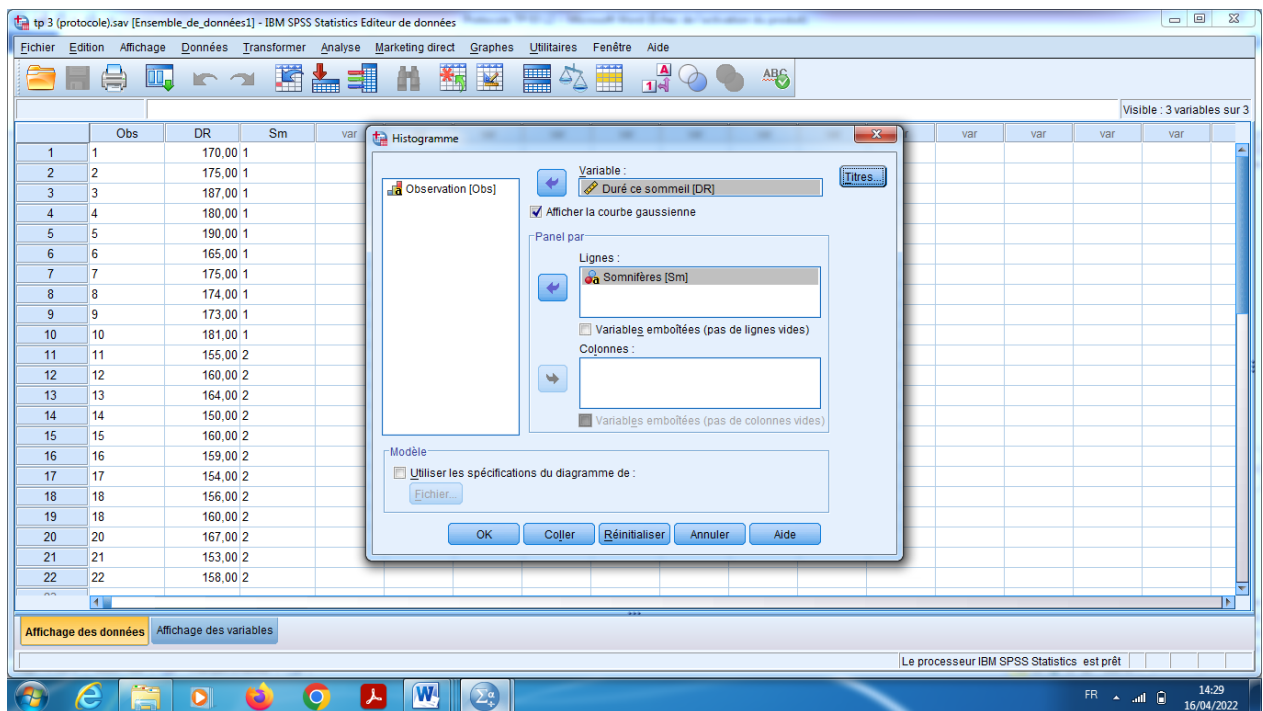 tp 3 (protocole).sav [Ensemble_de_données1] - IBM SPSS Statistics Editeur de données
Fichier Edition Affichage Données Transformer Analyse Marketing direct Graphes Utilitaires Fenêtre Aide
A
1
ABC
Visible : 3 variables sur 3
Obs DR Sm var var var var var
1 1 170,00 1
2 2 175,00 1
3 3 187,00 1
4 4 180,00 1
5 5 190,00 1
6 6 165,00 1
7 7 175,00 1
8 8 174,00 1
9 9 173,00 1
10 10 181,00 1
11 11 155,00 2
12 12 160,00 2
13 13 164,00 2
14 14 150,00 2
15 15 160,00 2
16 16 159,00 2
17 17 154,00 2
18 18 156,00 2
19 18 160,00 2
20 20 167,00 2
21 21 153,00 2
22 22 158,00 2
Histogramme
Observation [Obs]
Variable :
Duré ce sommeil [DR]
Titres...
Afficher la courbe gaussienne
Panel par
Lignes :
Somnifères [Sm]
Variables emboîtées (pas de lignes vides)
Colonnes :
Variables emboîtées (pas de colonnes vides)
Modèle
Utiliser les spécifications du diagramme de :
Fichier...
OK Coller Réinitialiser Annuler Aide
Affichage des données Affichage des variables
Le processeur IBM SPSS Statistics est prêt
FR 14:29
16/04/2022